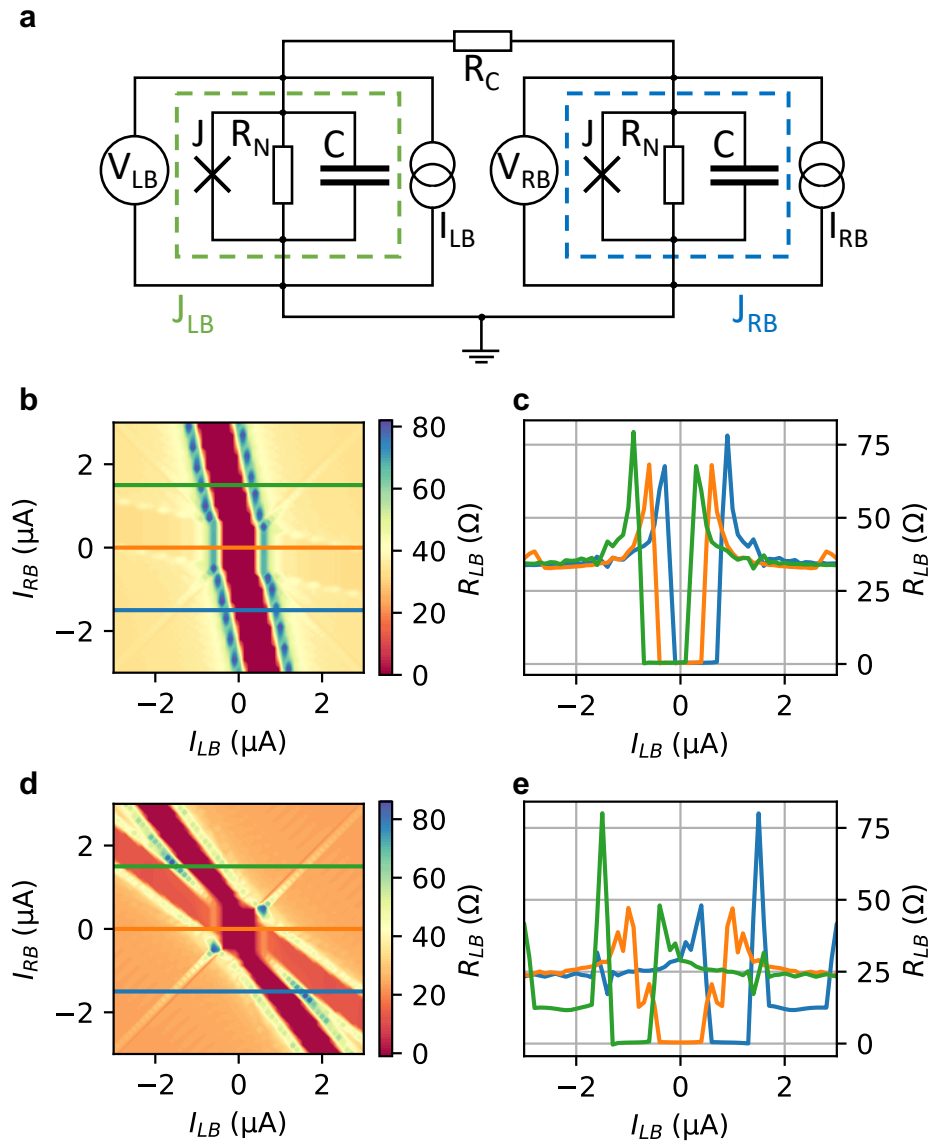 a
R_C
J R_N C
V_LB
I_LB
J R_N C
V_RB
I_RB
J_LB
J_RB
b
I_RB (µA)
2
0
−2
−2 0 2
I_LB (µA)
80
60
40
20
0
R_LB (Ω)
c
75
50
25
0
R_LB (Ω)
−2 0 2
I_LB (µA)
d
I_RB (µA)
2
0
−2
−2 0 2
I_LB (µA)
80
60
40
20
0
R_LB (Ω)
e
75
50
25
0
R_LB (Ω)
−2 0 2
I_LB (µA)